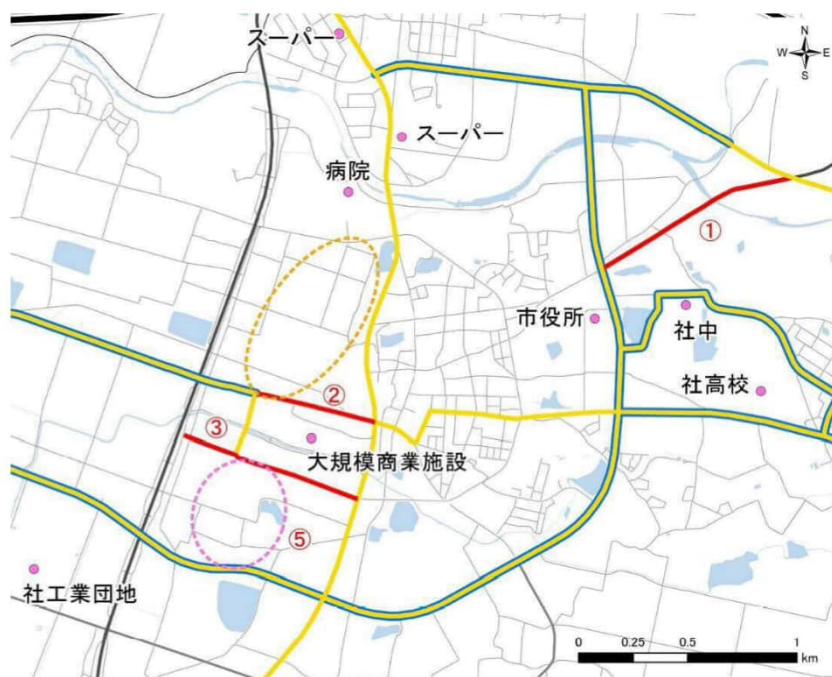 スーパー
N
W E
S
スーパー
病院
①
市役所
社中
社高校
②
③
大規模商業施設
⑤
社工業団地
0 0.25 0.5 1
km